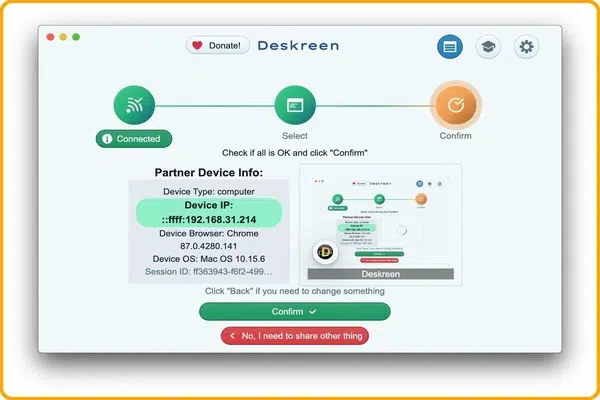 Donate!
Deskreen
Connected
Select
Confirm
Check if all is OK and click "Confirm"
Partner Device Info:
Device Type: computer
Device IP:
::ffff:192.168.31.214
Device Browser: Chrome
87.0.4280.141
Device OS: Mac OS 10.15.6
Session ID: ff363943-f6f2-499...
Deskreen
Deskreen
Click "Back" if you need to change something
Confirm
No, I need to share other thing